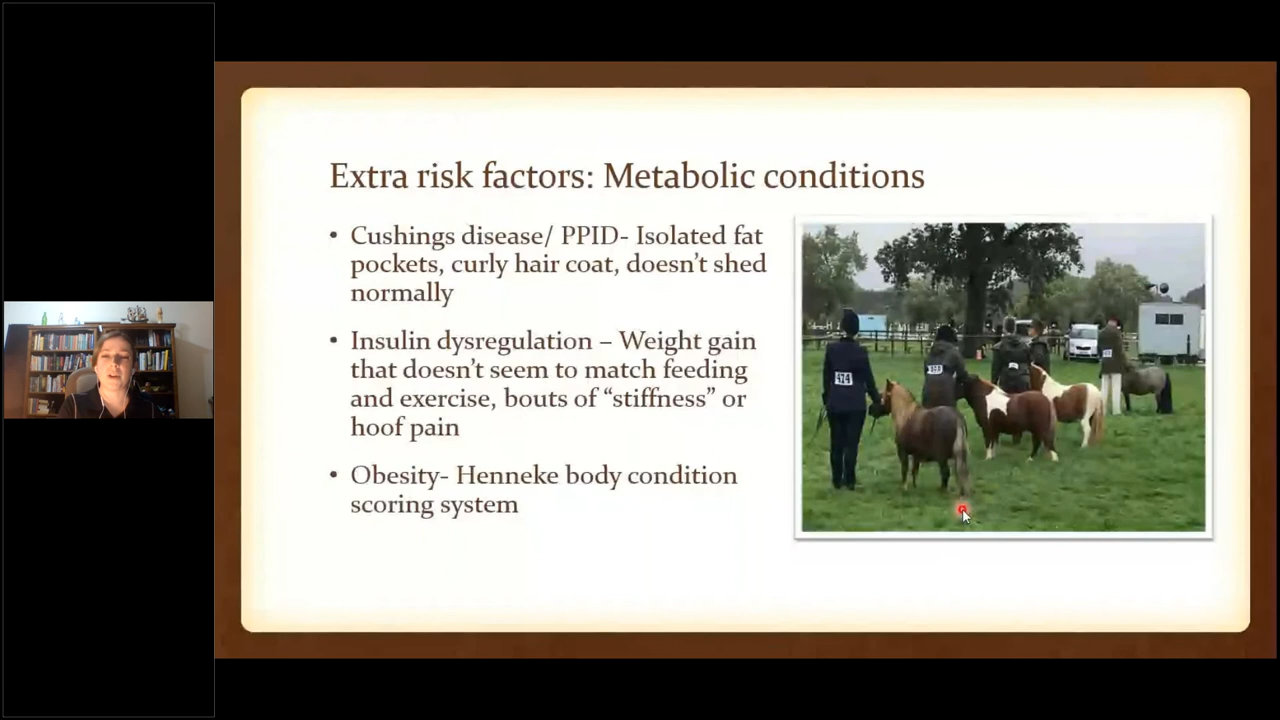 Extra risk factors: Metabolic conditions
• Cushings disease/ PPID- Isolated fat
pockets, curly hair coat, doesn't shed
normally
• Insulin dysregulation – Weight gain
that doesn't seem to match feeding
and exercise, bouts of “stiffness” or
hoof pain
• Obesity- Henneke body condition
scoring system